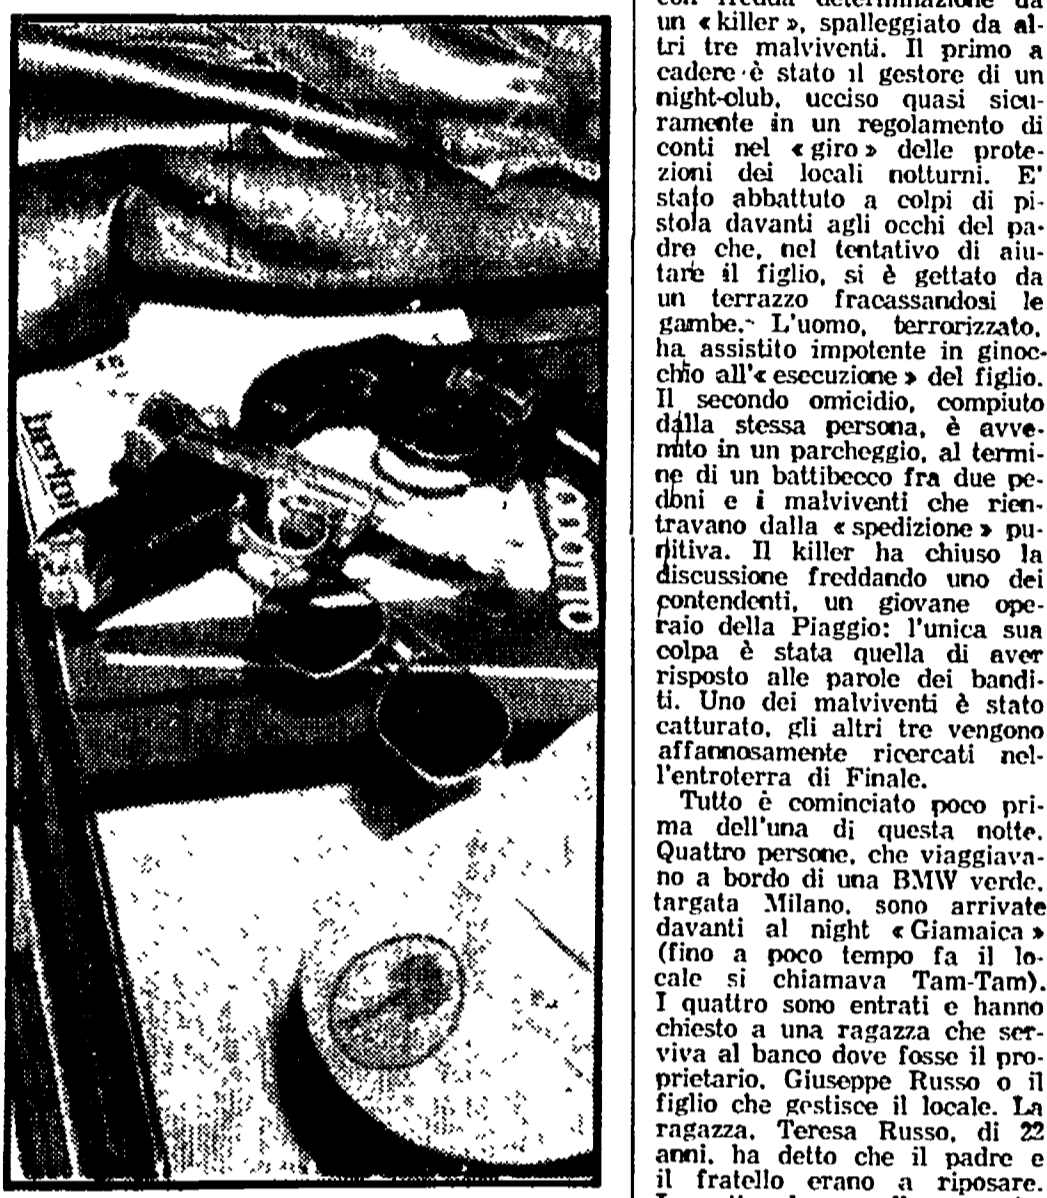 un « killer », spalleggiato da al-
tri tre malviventi. Il primo a
cadere è stato il gestore di un
night-club, ucciso quasi sicu-
ramente in un regolamento di
conti nel « giro » delle prote-
zioni dei locali notturni. E'
stato abbattuto a colpi di pi-
stola davanti agli occhi del pa-
dre che, nel tentativo di aiu-
tare il figlio, si è gettato da
un terrazzo fracassandosi le
gambe. L'uomo, terrorizzato,
ha assistito impotente in ginoc-
chio all'« esecuzione » del figlio.
Il secondo omicidio, compiuto
dalla stessa persona, è avve-
nuto in un parcheggio, al termi-
ne di un battibecco fra due pe-
doni e i malviventi che rien-
travano dalla « spedizione » pu-
nitiva. Il killer ha chiuso la
discussione freddando uno dei
contendenti, un giovane ope-
raio della Piaggio: l'unica sua
colpa è stata quella di aver
risposto alle parole dei bandi-
ti. Uno dei malviventi è stato
catturato, gli altri tre vengono
affannosamente ricercati nel-
l'entroterra di Finale.
Tutto è cominciato poco pri-
ma dell'una di questa notte.
Quattro persone, che viaggiava-
no a bordo di una BMW verde,
targata Milano, sono arrivate
davanti al night « Giamaica »
(fino a poco tempo fa il lo-
cale si chiamava Tam-Tam).
I quattro sono entrati e hanno
chiesto a una ragazza che ser-
viva al banco dove fosse il pro-
prietario, Giuseppe Russo o il
figlio che gestisce il locale. La
ragazza, Teresa Russo, di 22
anni, ha detto che il padre e
il fratello erano a riposare.